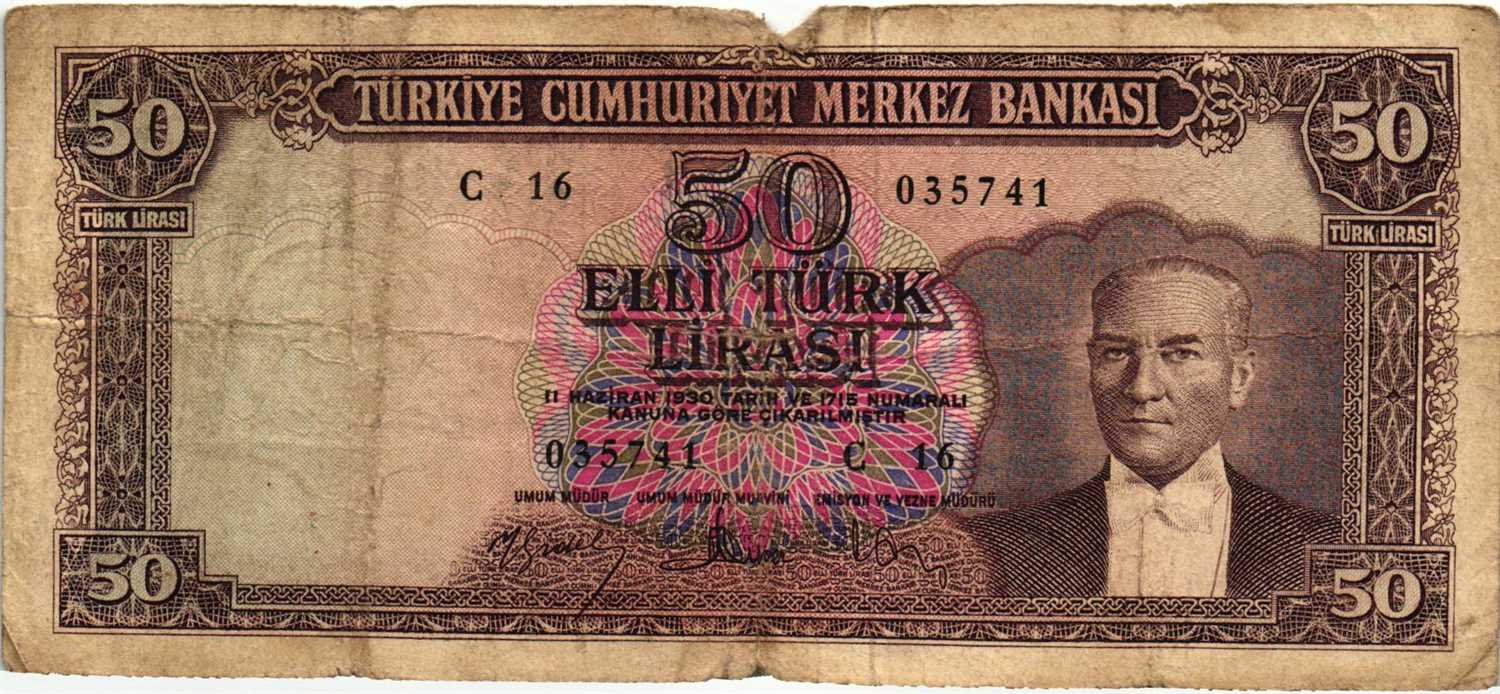 TÜRKİYE CUMHURİYET MERKEZ BANKASI
50 50
TÜRK LİRASI TÜRK LİRASI
C 16 50 035741
ELLİ TÜRK
LİRASI
11 HAZİRAN 1930 TARİH VE 1715 NUMARALI
KANUNA GÖRE ÇIKARILMIŞTIR
035741 C 16
UMUM MÜDÜR UMUM MÜDÜR MUAVİNİ EMİSYON VE VEZNE MÜDÜRÜ
50 50